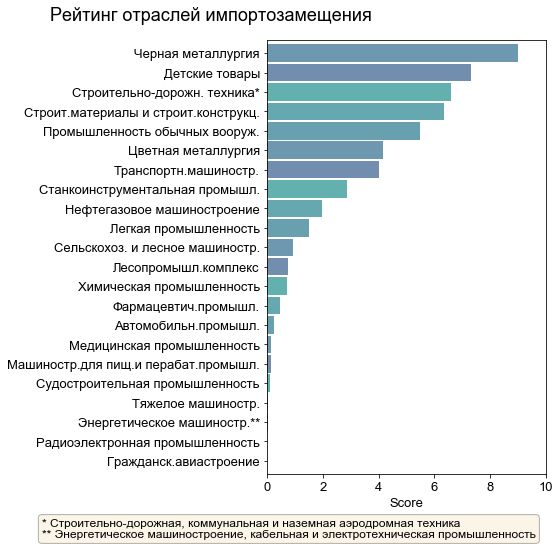 Рейтинг отраслей импортозамещения
Черная металлургия
Детские товары
Строительно-дорожн. техника*
Строит.материалы и строит.конструкц.
Промышленность обычных вооруж.
Цветная металлургия
Транспортн.машиностр.
Станкоинструментальная промышл.
Нефтегазовое машиностроение
Легкая промышленность
Сельскохоз. и лесное машиностр.
Лесопромышл.комплекс
Химическая промышленность
Фармацевтич.промышл.
Автомобильн.промышл.
Медицинская промышленность
Машиностр.для пищ.и перабат.промышл.
Судостроительная промышленность
Тяжелое машиностр.
Энергетическое машиностр.**
Радиоэлектронная промышленность
Гражданск.авиастроение
0 2 4 6 8 10
Score
* Строительно-дорожная, коммунальная и наземная аэродромная техника
** Энергетическое машиностроение, кабельная и электротехническая промышленность